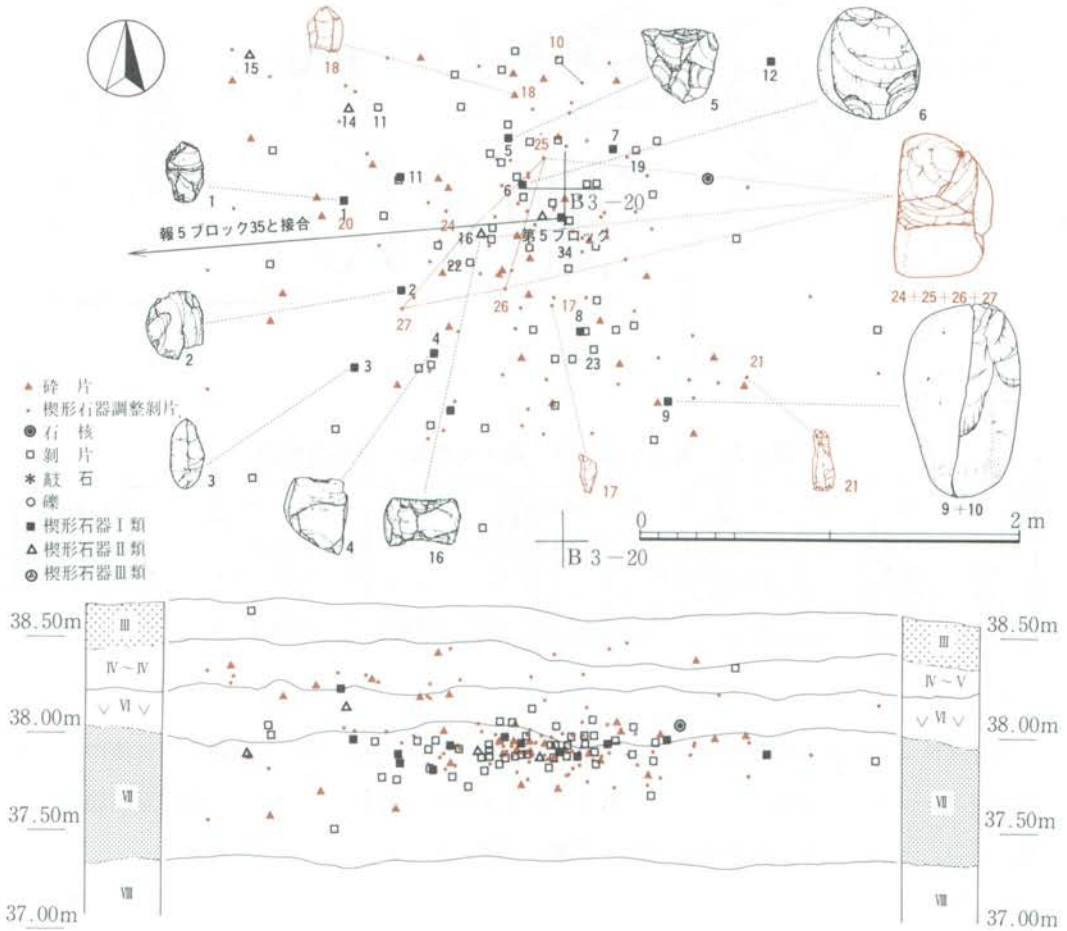 18
10
12
15
18
5
6
14
11
5
7
25
19
11
6
1
1
B 3-20
20
24
報5ブロック35と接合
16
第5ブロック
34
22
2
26
17
24+25+26+27
27
8
2
4
23
21
3
9
▲ 砕 片
・ 楔形石器調整剝片
◉ 石 核
□ 剝 片
* 敲 石
○ 礫
■ 楔形石器Ⅰ類
△ 楔形石器Ⅱ類
楔形石器Ⅲ類
3
4
16
17
21
9+10
B 3-20
0
2 m
38.50m
Ⅲ
Ⅲ
38.50m
Ⅳ～Ⅳ
Ⅳ～Ⅴ
38.00m
Ⅵ
Ⅵ
38.00m
Ⅶ
Ⅶ
37.50m
37.50m
Ⅷ
Ⅷ
37.00m
37.00m